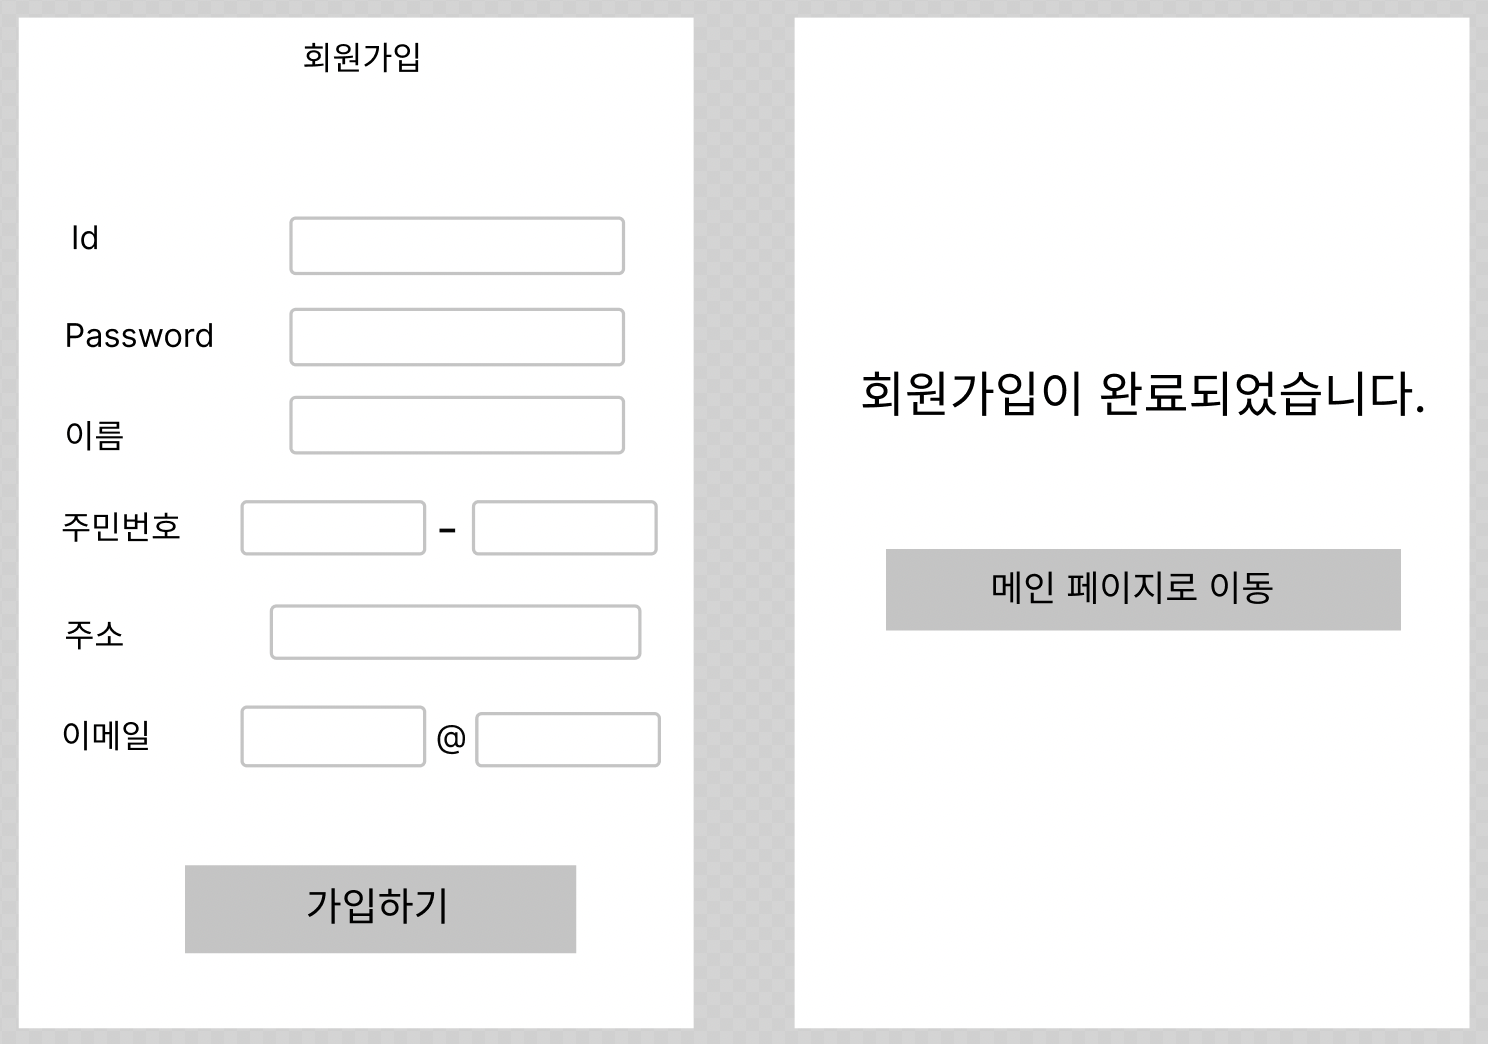 회원가입
Id
Password
이름
주민번호 -
주소
이메일 @
가입하기
회원가입이 완료되었습니다.
메인 페이지로 이동